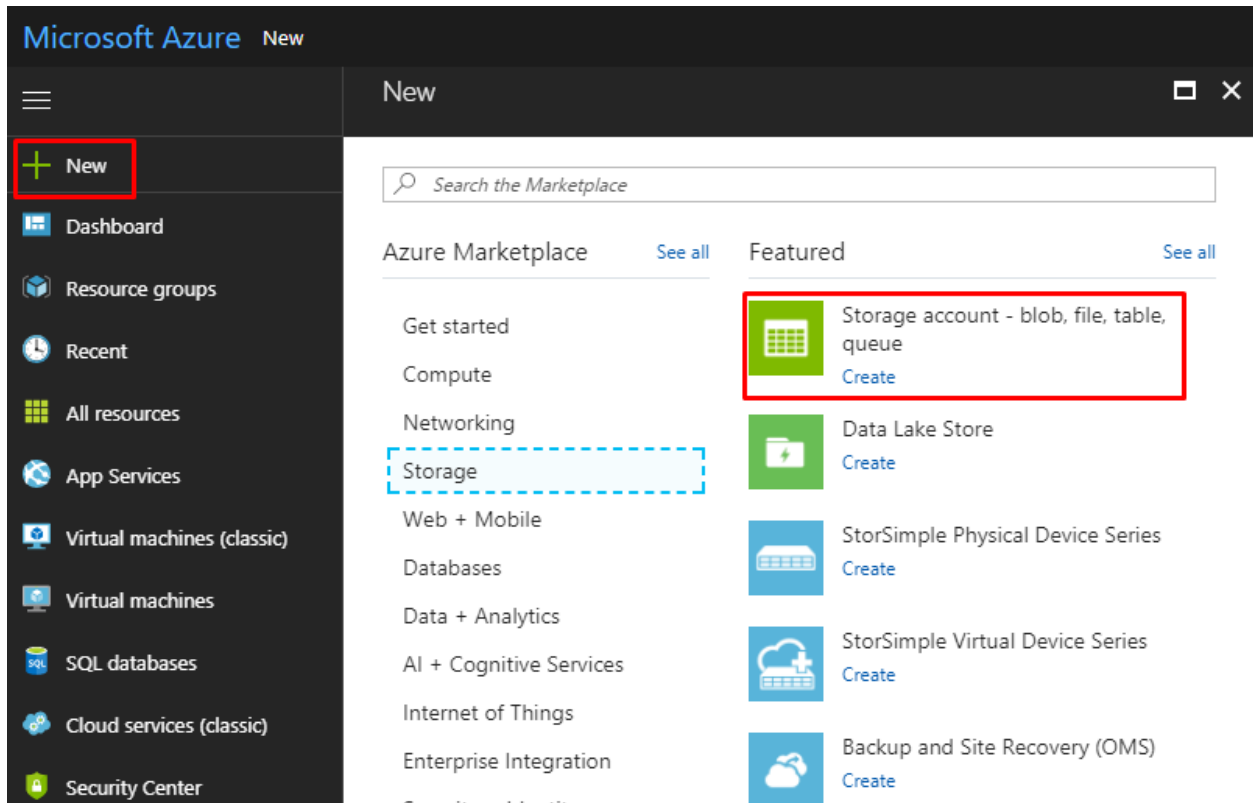 Microsoft Azure New
New
New
Dashboard
Resource groups
Recent
All resources
App Services
Virtual machines (classic)
Virtual machines
SQL databases
Cloud services (classic)
Security Center
Search the Marketplace
Azure Marketplace See all
Get started
Compute
Networking
Storage
Web + Mobile
Databases
Data + Analytics
AI + Cognitive Services
Internet of Things
Enterprise Integration
Featured See all
Storage account - blob, file, table,
queue
Create
Data Lake Store
Create
StorSimple Physical Device Series
Create
StorSimple Virtual Device Series
Create
Backup and Site Recovery (OMS)
Create